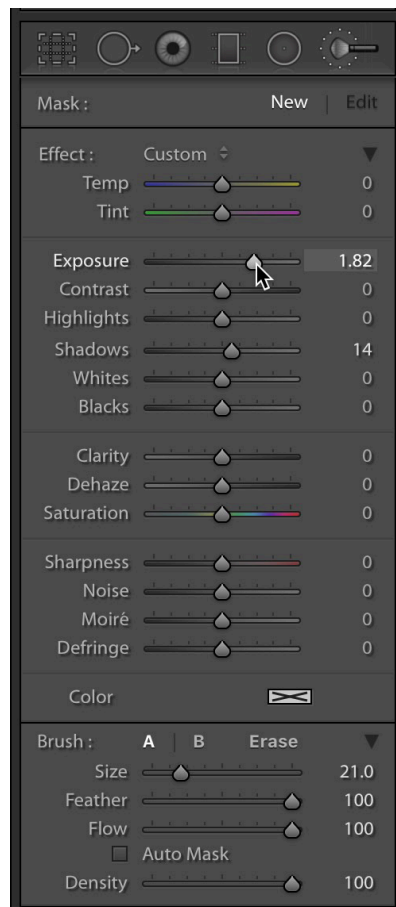 Mask : New | Edit
Effect : Custom
Temp 0
Tint 0
Exposure 1.82
Contrast 0
Highlights 0
Shadows 14
Whites 0
Blacks 0
Clarity 0
Dehaze 0
Saturation 0
Sharpness 0
Noise 0
Moiré 0
Defringe 0
Color
Brush : A | B Erase
Size 21.0
Feather 100
Flow 100
Auto Mask
Density 100